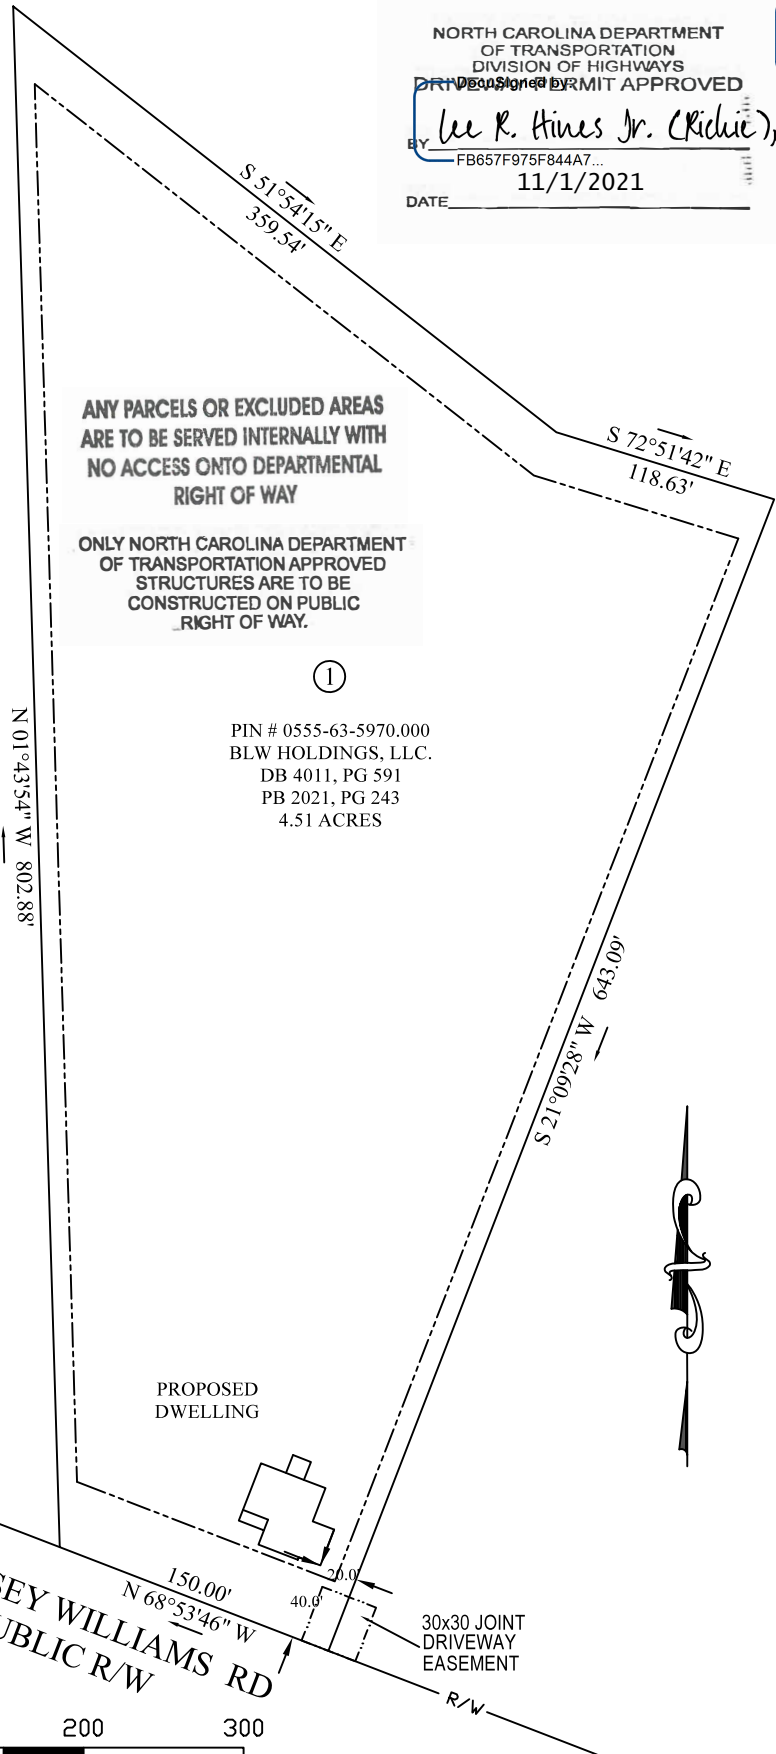 NORTH CAROLINA DEPARTMENT
OF TRANSPORTATION
DIVISION OF HIGHWAYS
DRIVEWAY PERMIT APPROVED
DocuSigned by:
BY Lee R. Hines Jr. (Richie),
FB657F975F844A7...
11/1/2021
DATE
S 51°54'15" E
359.54'
ANY PARCELS OR EXCLUDED AREAS
ARE TO BE SERVED INTERNALLY WITH
NO ACCESS ONTO DEPARTMENTAL
RIGHT OF WAY
S 72°51'42" E
118.63'
ONLY NORTH CAROLINA DEPARTMENT
OF TRANSPORTATION APPROVED
STRUCTURES ARE TO BE
CONSTRUCTED ON PUBLIC
RIGHT OF WAY.
1
PIN # 0555-63-5970.000
BLW HOLDINGS, LLC.
DB 4011, PG 591
PB 2021, PG 243
4.51 ACRES
N 01°43'54" W 802.88'
S 21°09'28" W 643.09'
PROPOSED
DWELLING
20.0'
40.0'
150.00'
N 68°53'46" W
SEY WILLIAMS RD
UBLIC R/W
30x30 JOINT
DRIVEWAY
EASEMENT
R/W
200 300